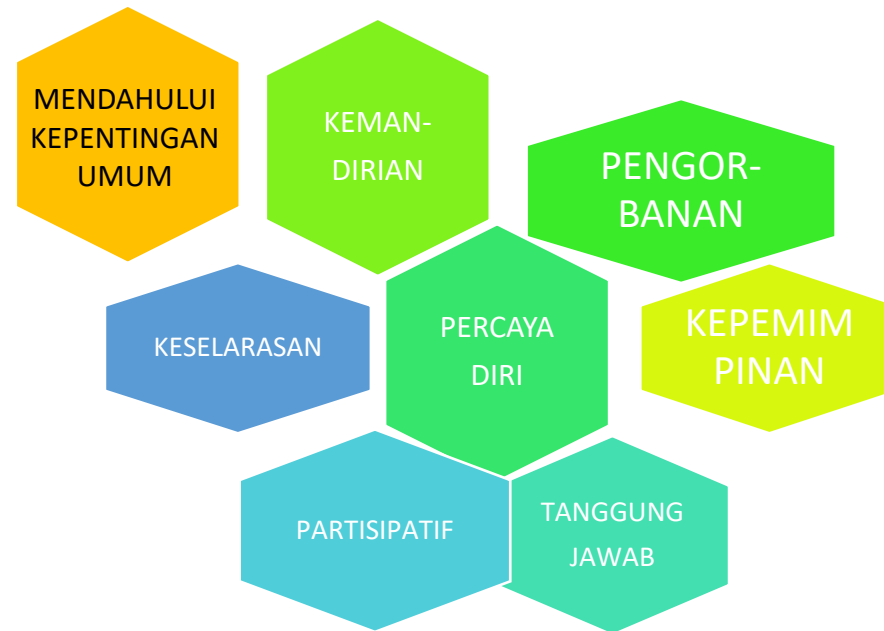 MENDAHULUI
KEPENTINGAN
UMUM
KEMAN-
DIRIAN
PENGOR-
BANAN
KESELARASAN
PERCAYA
DIRI
KEPEMIM
PINAN
PARTISIPATIF
TANGGUNG
JAWAB